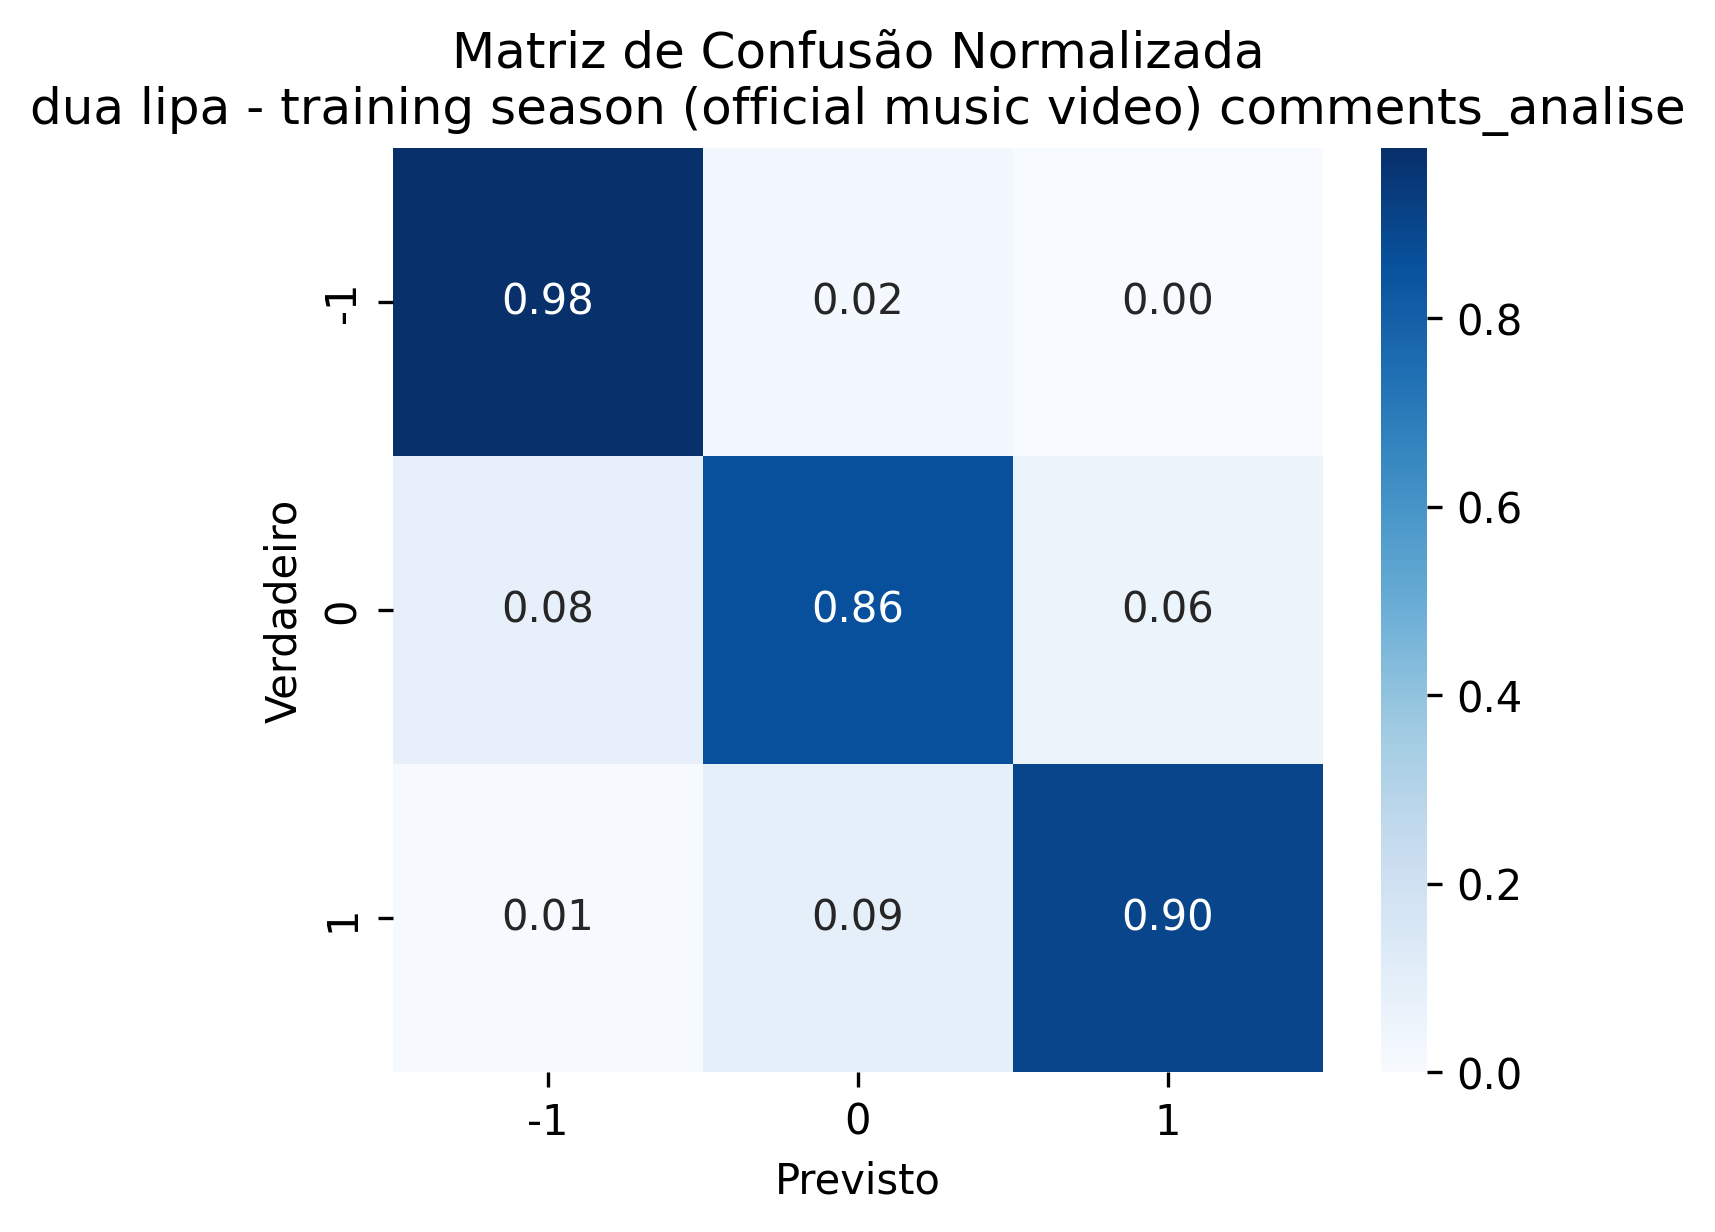 Matriz de Confusão Normalizada
dua lipa - training season (official music video) comments_analise
Verdadeiro
-1
0.98 0.02 0.00
0
0.08 0.86 0.06
1
0.01 0.09 0.90
-1 0 1
Previsto
0.8
0.6
0.4
0.2
0.0